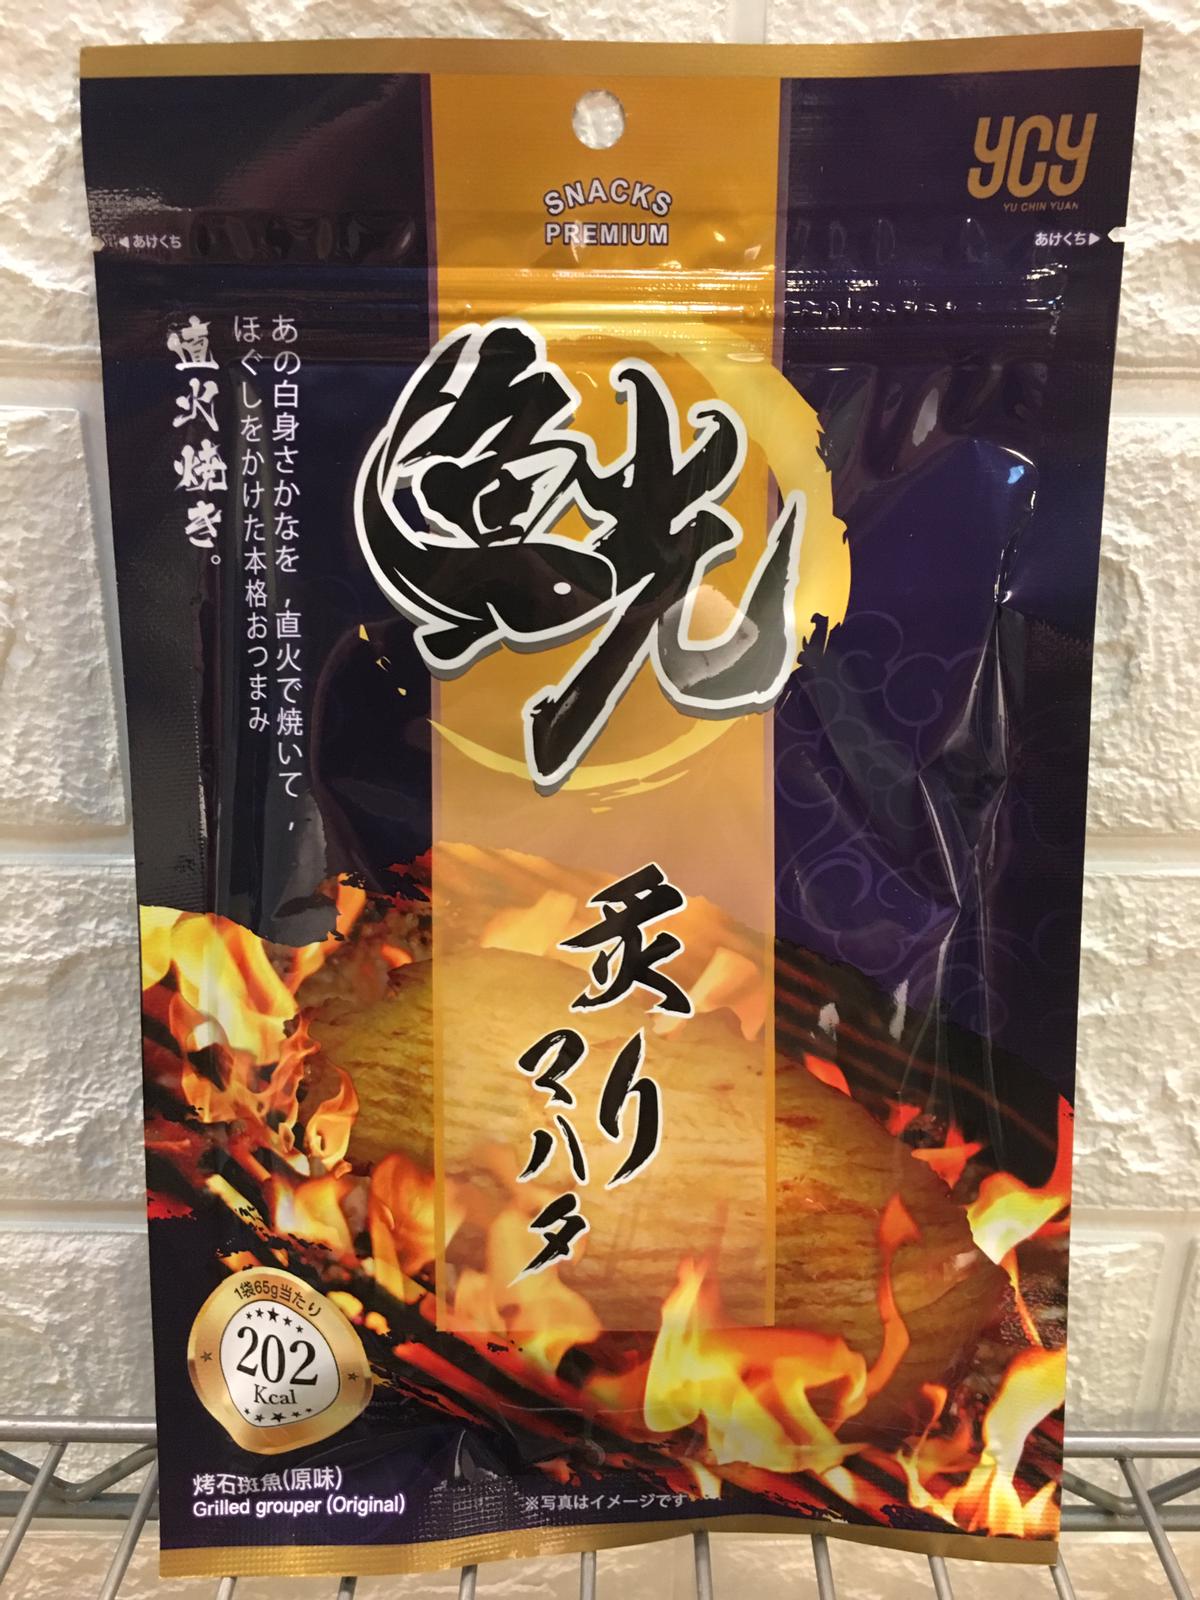 SNACKS
PREMIUM
ycy
YU CHIN YUAN
◀あけくち
あけくち▶
あの白身さかなを,直火で焼いて,
ほぐしをかけた本格おつまみ
直火焼き。
魷
炙り
マハタ
1袋65g当たり
202
Kcal
烤石斑魚(原味)
Grilled grouper (Original)
※写真はイメージです